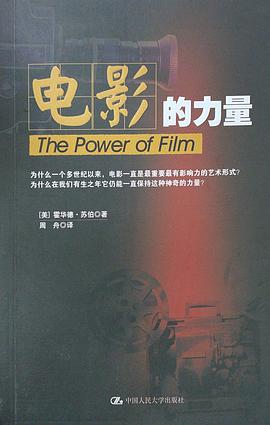 电影的力量
The Power of Film
为什么一个多世纪以来，电影一直是最重要最有影响力的艺术形式？
为什么在我们有生之年它仍能一直保持这种神奇的力量？
[美] 霍华德·苏伯◎著
周 舟◎译
中国人民大学出版社